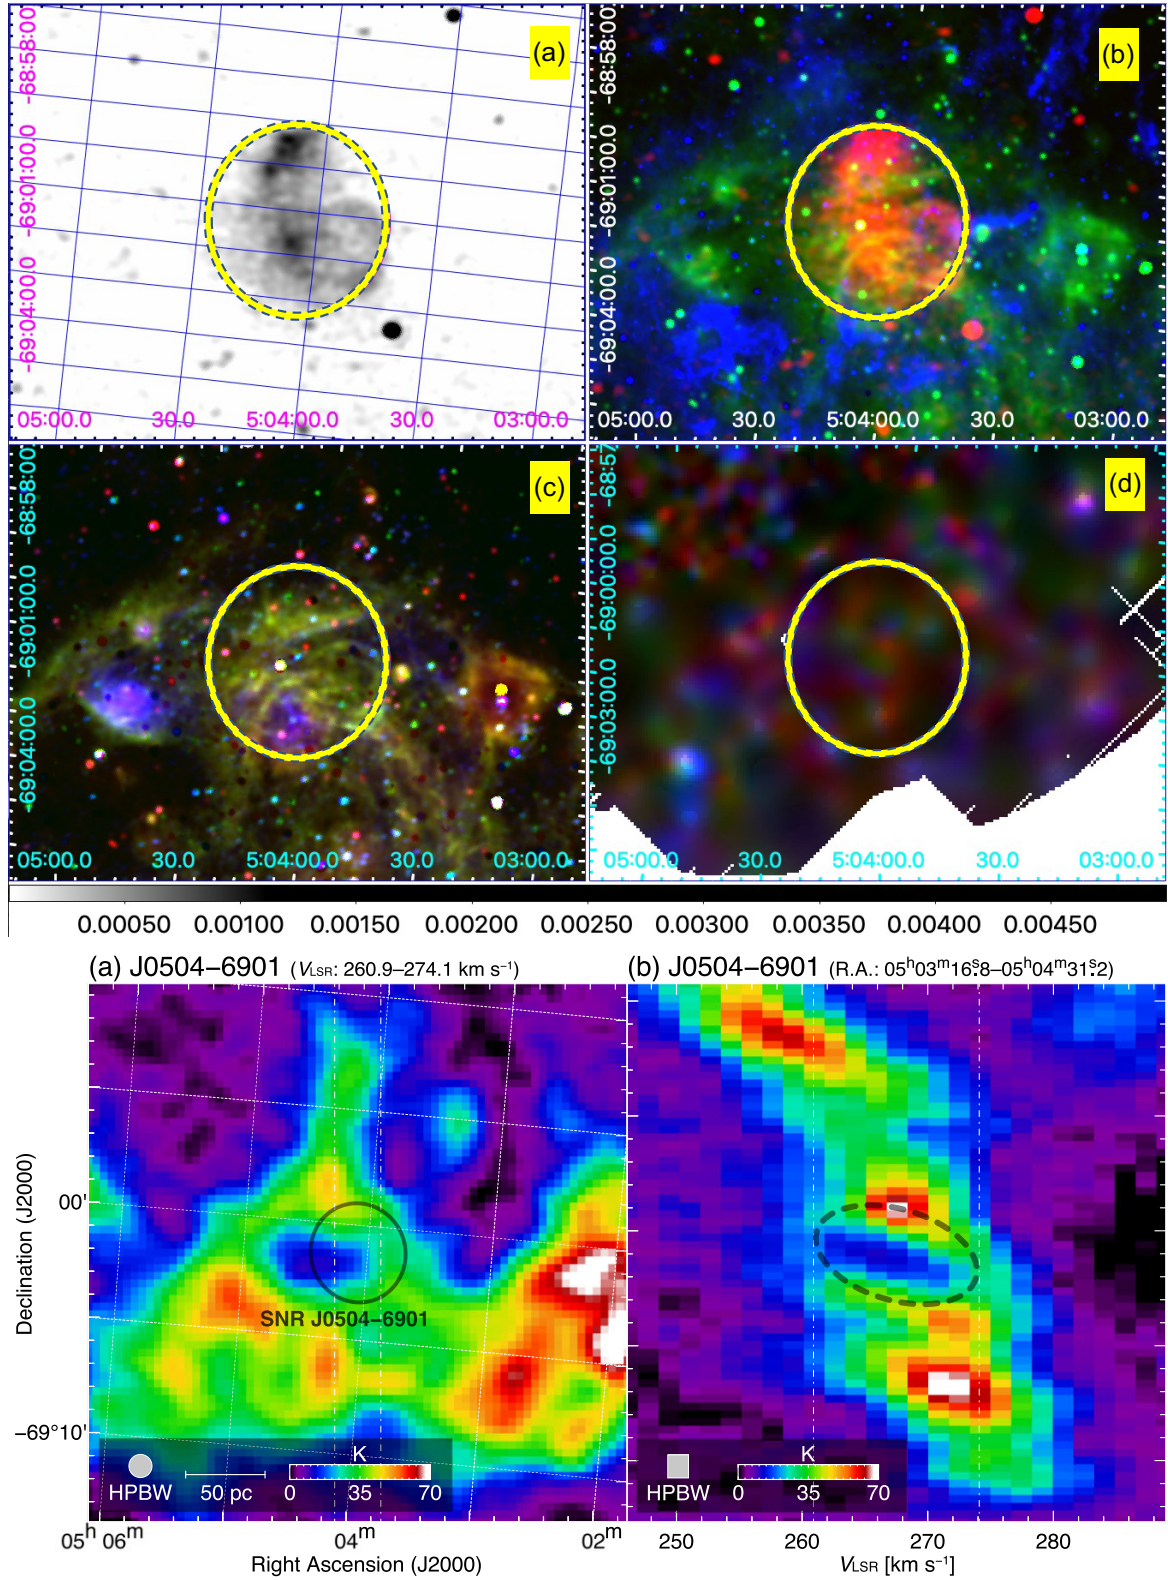 (a)
-68:58:00
-69:01:00.0
-69:04:00.0
05:00.0 30.0 5:04:00.0 30.0 03:00.0
(b)
-68:58:00
-69:01:00.0
-69:04:00.0
05:00.0 30.0 5:04:00.0 30.0 03:00.0
(c)
-68:58:00
-69:01:00.0
-69:04:00.0
05:00.0 30.0 5:04:00.0 30.0 03:00.0
(d)
-68:57
-69:00:00.0
-69:03:00.0
05:00.0 30.0 5:04:00.0 30.0 03:00.0
0.00050 0.00100 0.00150 0.00200 0.00250 0.00300 0.00350 0.00400 0.00450
(a) J0504–6901 (VLSR: 260.9–274.1 km s⁻¹)
Declination (J2000)
00'
−69°10'
SNR J0504–6901
HPBW
50 pc
K
0 35 70
05ʰ 06ᵐ 04ᵐ 02ᵐ
Right Ascension (J2000)
(b) J0504–6901 (R.A.: 05ʰ03ᵐ16ˢ.8–05ʰ04ᵐ31ˢ.2)
HPBW
K
0 35 70
250 260 270 280
VLSR [km s⁻¹]